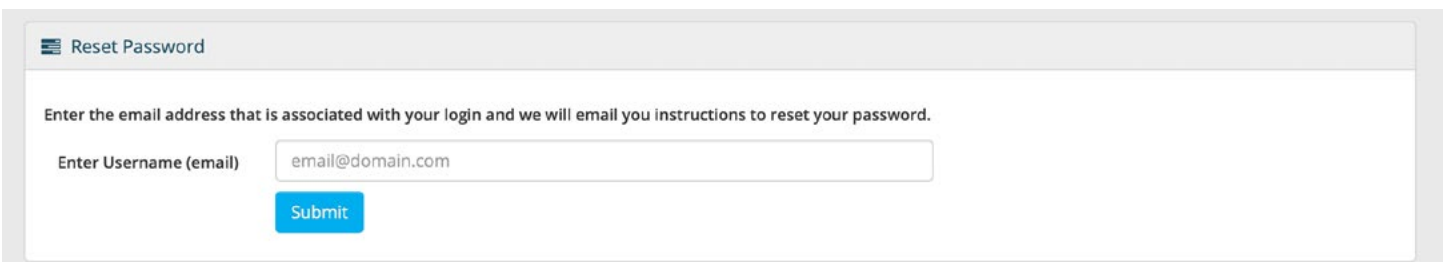 Reset Password
Enter the email address that is associated with your login and we will email you instructions to reset your password.
Enter Username (email)
email@domain.com
Submit